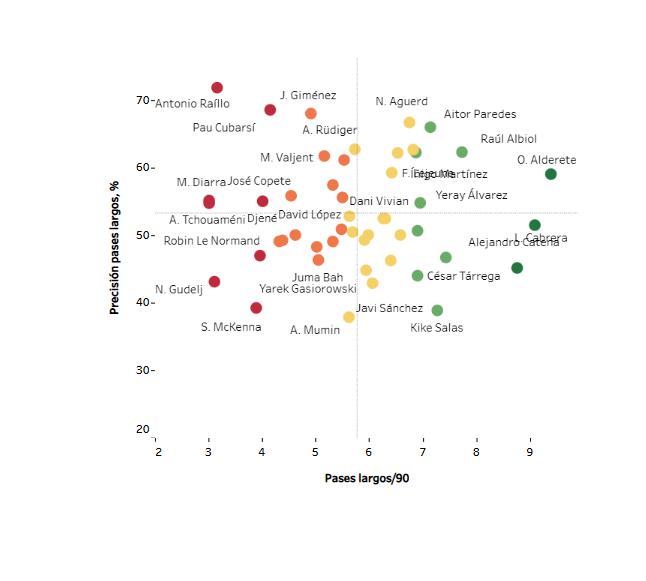 Antonio Raíllo
J. Giménez
N. Aguerd
Pau Cubarsí
A. Rüdiger
Aitor Paredes
Raúl Albiol
M. Valjent
O. Alderete
F. Lejeune
Íñigo Martínez
M. Diarra
José Copete
Dani Vivian
Yeray Álvarez
A. Tchouaméni
Djené
David López
Robin Le Normand
Alejandro Catena
L. Cabrera
N. Gudelj
Juma Bah
Yarek Gasiorowski
César Tárrega
S. McKenna
A. Mumin
Javi Sánchez
Kike Salas
Precisión pases largos, %
70
60
50
40
30
20
2 3 4 5 6 7 8 9
Pases largos/90